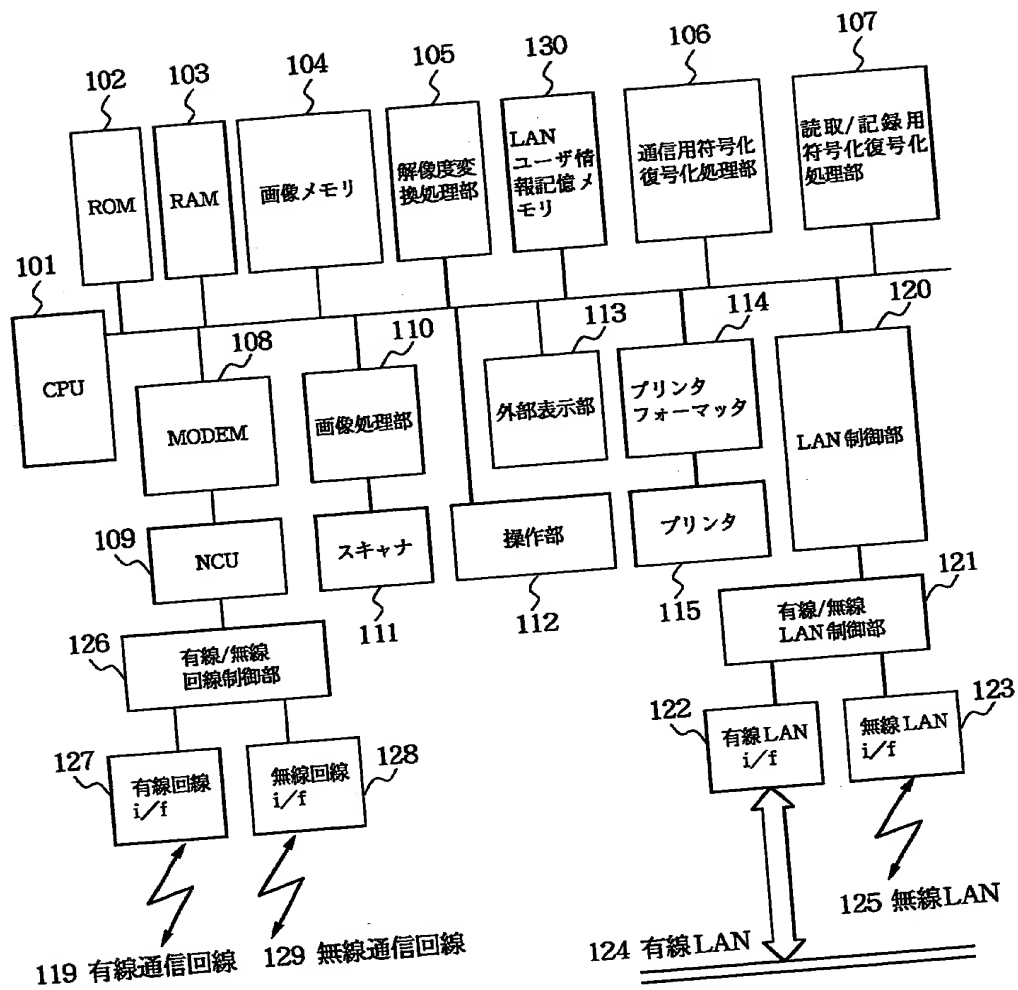 102
103
104
105
130
106
107
ROM
RAM
画像メモリ
解像度変
換処理部
LAN
ユーザ情
報記憶メ
モリ
通信用符号化
復号化処理部
読取/記録用
符号化復号化
処理部
101
CPU
108
MODEM
110
画像処理部
113
外部表示部
114
プリンタ
フォーマッタ
120
LAN制御部
109
NCU
スキャナ
111
操作部
112
プリンタ
115
121
有線/無線
LAN制御部
126
有線/無線
回線制御部
122
有線LAN
i/f
123
無線LAN
i/f
127
有線回線
i/f
128
無線回線
i/f
119 有線通信回線
129 無線通信回線
124 有線LAN
125 無線LAN